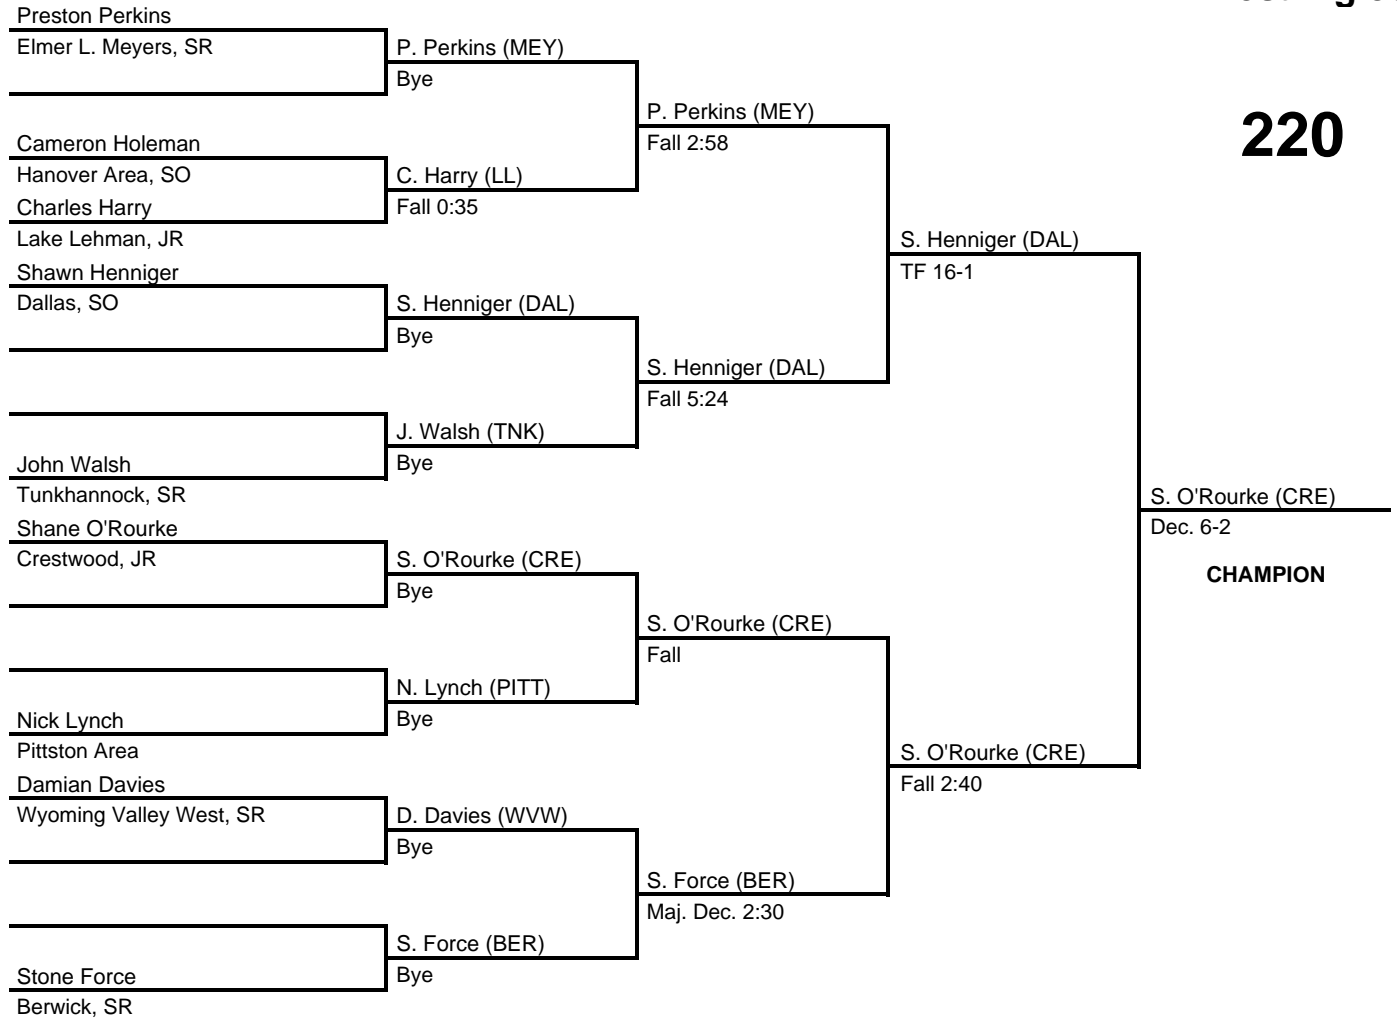 Preston Perkins
Elmer L. Meyers, SR
P. Perkins (MEY)
Bye
P. Perkins (MEY)
Fall 2:58
220
Cameron Holeman
Hanover Area, SO
C. Harry (LL)
Charles Harry
Fall 0:35
Lake Lehman, JR
S. Henniger (DAL)
TF 16-1
Shawn Henniger
Dallas, SO
S. Henniger (DAL)
Bye
S. Henniger (DAL)
Fall 5:24
J. Walsh (TNK)
John Walsh
Bye
Tunkhannock, SR
S. O'Rourke (CRE)
Dec. 6-2
CHAMPION
Shane O'Rourke
Crestwood, JR
S. O'Rourke (CRE)
Bye
S. O'Rourke (CRE)
Fall
N. Lynch (PITT)
Nick Lynch
Bye
Pittston Area
S. O'Rourke (CRE)
Fall 2:40
Damian Davies
Wyoming Valley West, SR
D. Davies (WVW)
Bye
S. Force (BER)
Maj. Dec. 2:30
S. Force (BER)
Stone Force
Bye
Berwick, SR